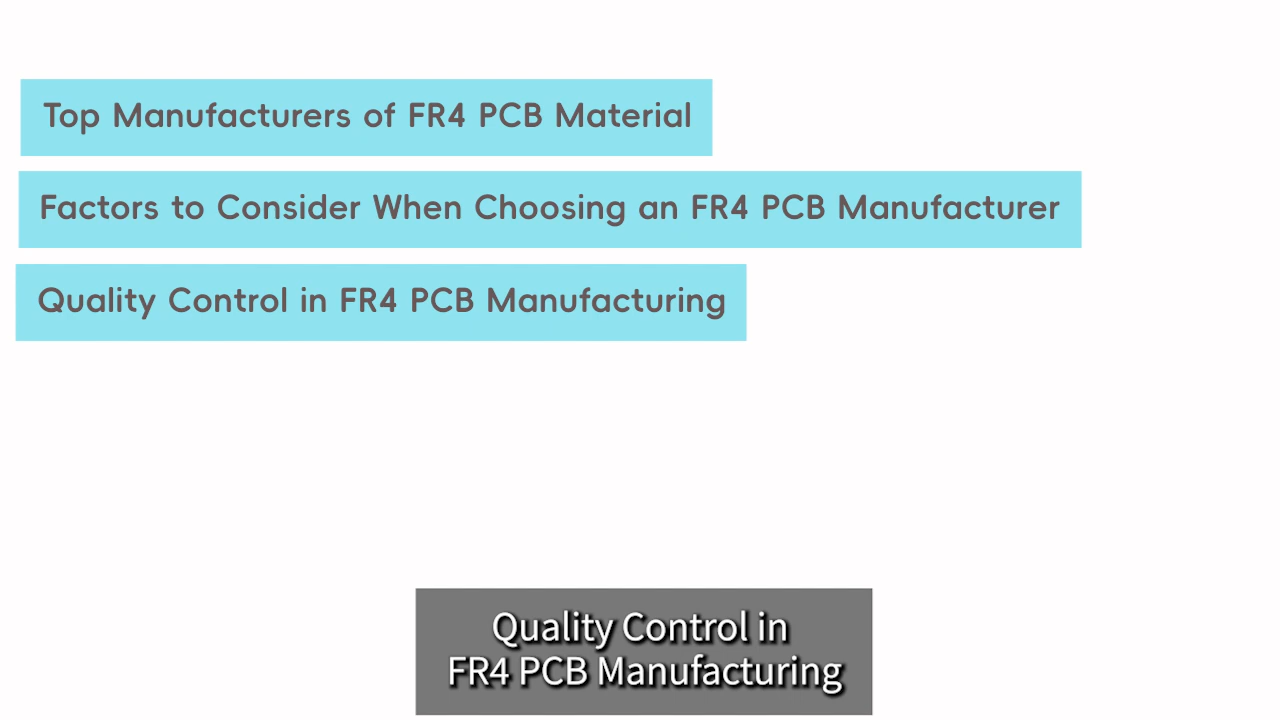 Top Manufacturers of FR4 PCB Material
Factors to Consider When Choosing an FR4 PCB Manufacturer
Quality Control in FR4 PCB Manufacturing
Quality Control in
FR4 PCB Manufacturing